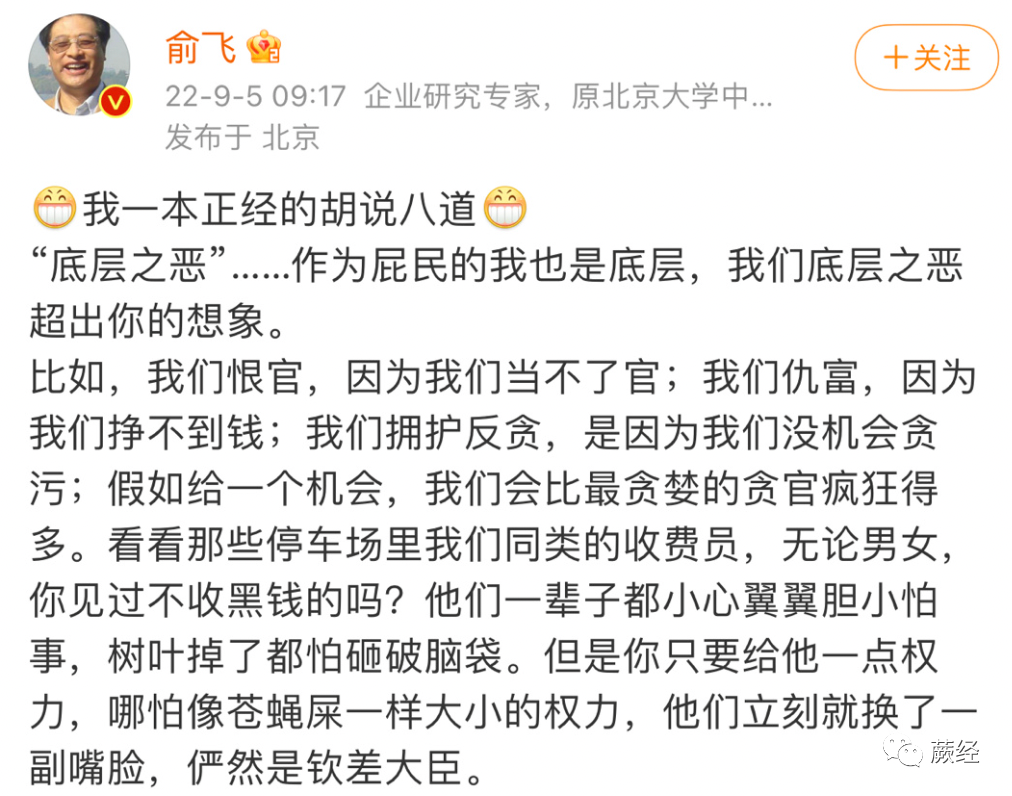 俞飞
+关注
22-9-5 09:17 企业研究专家，原北京大学中...
发布于 北京
😁我一本正经的胡说八道😁
“底层之恶”……作为屁民的我也是底层，我们底层之恶
超出你的想象。
比如，我们恨官，因为我们当不了官；我们仇富，因为
我们挣不到钱；我们拥护反贪，是因为我们没机会贪
污；假如给一个机会，我们会比最贪婪的贪官疯狂得
多。看看那些停车场里我们同类的收费员，无论男女，
你见过不收黑钱的吗？他们一辈子都小心翼翼胆小怕
事，树叶掉了都怕砸破脑袋。但是你只要给他一点权
力，哪怕像苍蝇屎一样大小的权力，他们立刻就换了一
副嘴脸，俨然是钦差大臣。
蕨经